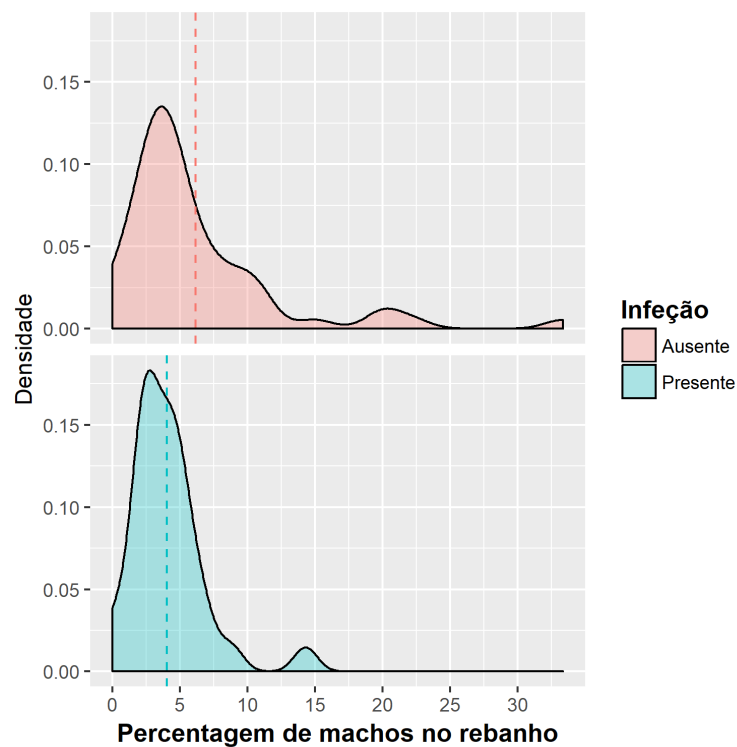 0.15
0.10
0.05
0.00
0.15
0.10
0.05
0.00
Densidade
0 5 10 15 20 25 30
Percentagem de machos no rebanho
Infeção
Ausente
Presente